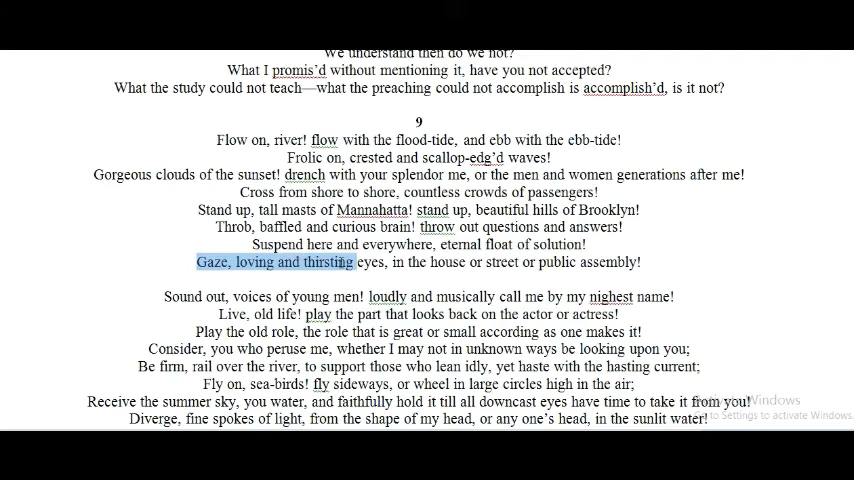 We understand then do we not?
What I promis'd without mentioning it, have you not accepted?
What the study could not teach—what the preaching could not accomplish is accomplish'd, is it not?
9
Flow on, river! flow with the flood-tide, and ebb with the ebb-tide!
Frolic on, crested and scallop-edg'd waves!
Gorgeous clouds of the sunset! drench with your splendor me, or the men and women generations after me!
Cross from shore to shore, countless crowds of passengers!
Stand up, tall masts of Mannahatta! stand up, beautiful hills of Brooklyn!
Throb, baffled and curious brain! throw out questions and answers!
Suspend here and everywhere, eternal float of solution!
Gaze, loving and thirsting eyes, in the house or street or public assembly!
Sound out, voices of young men! loudly and musically call me by my nighest name!
Live, old life! play the part that looks back on the actor or actress!
Play the old role, the role that is great or small according as one makes it!
Consider, you who peruse me, whether I may not in unknown ways be looking upon you;
Be firm, rail over the river, to support those who lean idly, yet haste with the hasting current;
Fly on, sea-birds! fly sideways, or wheel in large circles high in the air;
Receive the summer sky, you water, and faithfully hold it till all downcast eyes have time to take it from you!
Diverge, fine spokes of light, from the shape of my head, or any one's head, in the sunlit water!
Activate Windows
Go to Settings to activate Windows.